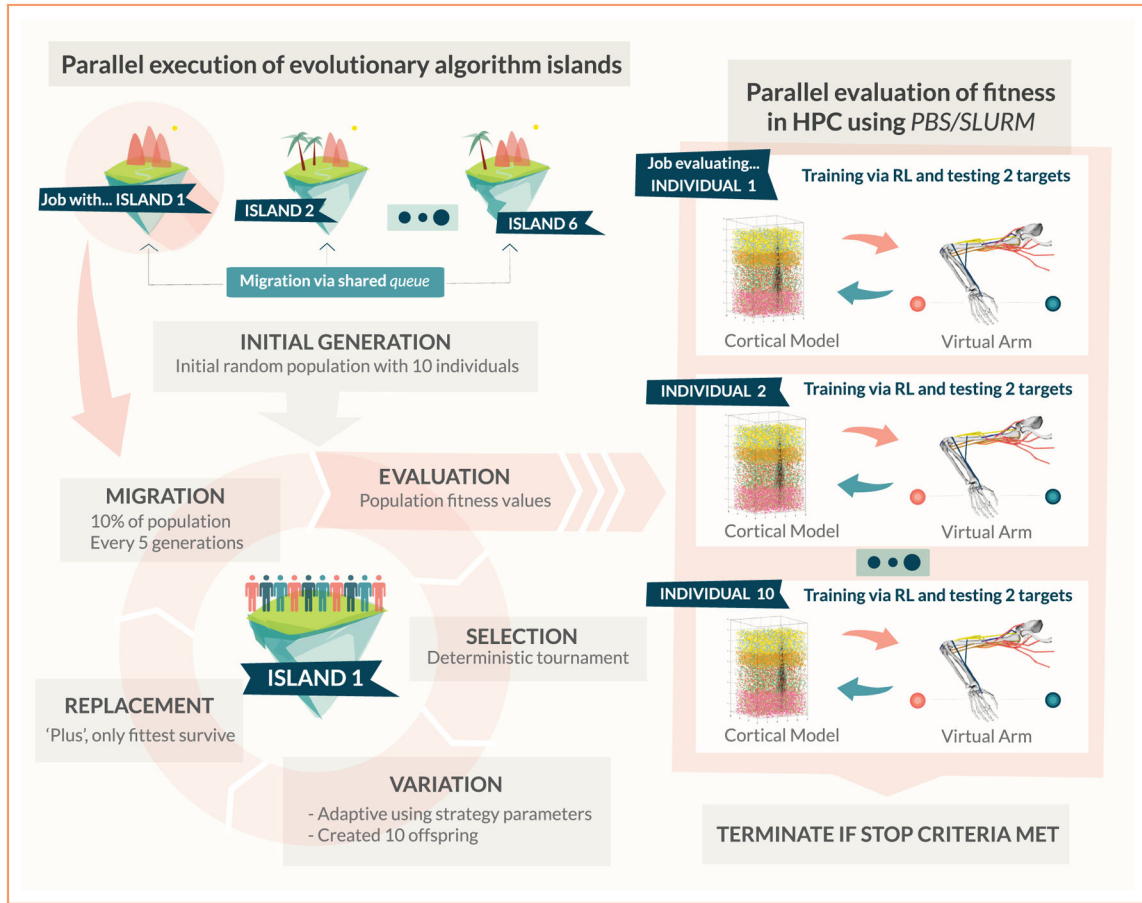 Parallel execution of evolutionary algorithm islands
Job with... ISLAND 1
ISLAND 2
ISLAND 6
Migration via shared queue
INITIAL GENERATION
Initial random population with 10 individuals
MIGRATION
10% of population
Every 5 generations
EVALUATION
Population fitness values
SELECTION
Deterministic tournament
ISLAND 1
REPLACEMENT
‘Plus’, only fittest survive
VARIATION
- Adaptive using strategy parameters
- Created 10 offspring
Parallel evaluation of fitness
in HPC using PBS/SLURM
Job evaluating...
INDIVIDUAL 1
Training via RL and testing 2 targets
Cortical Model
Virtual Arm
INDIVIDUAL 2
Training via RL and testing 2 targets
Cortical Model
Virtual Arm
INDIVIDUAL 10
Training via RL and testing 2 targets
Cortical Model
Virtual Arm
TERMINATE IF STOP CRITERIA MET